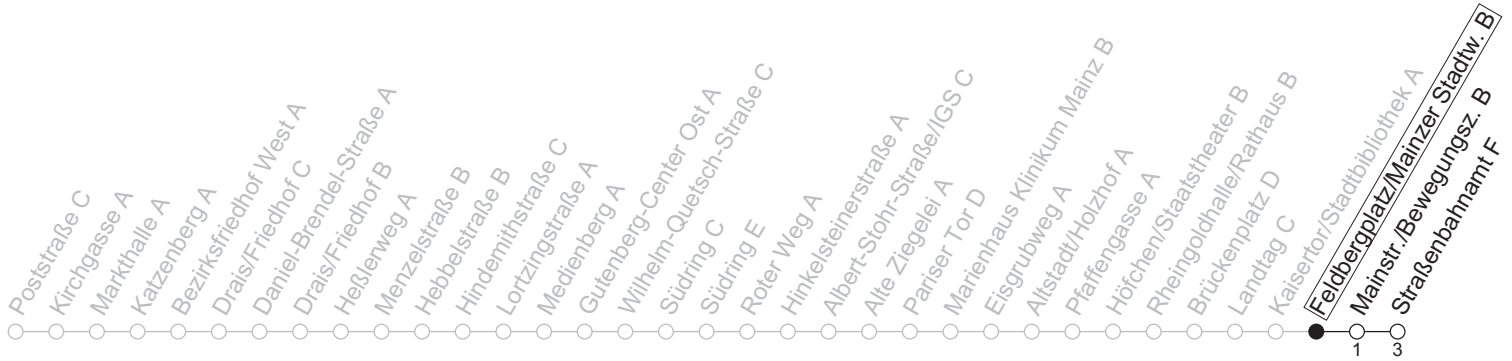 Poststraße C
Kirchgasse A
Markthalle A
Katzenberg A
Bezirksfriedhof West A
Drais/Friedhof C
Daniel-Brendel-Straße A
Drais/Friedhof B
Heßlerweg A
Menzelstraße B
Hebbelstraße B
Hindemithstraße C
Lortzingstraße A
Medienberg A
Gutenberg-Center Ost A
Wilhelm-Quetsch-Straße C
Südring C
Südring E
Roter Weg A
Hinkelsteinerstraße A
Albert-Stohr-Straße/IGS C
Alte Ziegelei A
Pariser Tor D
Marienhaus Klinikum Mainz B
Eisgrubweg A
Altstadt/Holzhof A
Pfaffengasse A
Höfchen/Staatstheater B
Rheingoldhalle/Rathaus B
Brückenplatz D
Landtag C
Kaisertor/Stadtbibliothek A
Feldbergplatz/Mainzer Stadtw. B
Mainstr./Bewegungsz. B
Straßenbahnamt F
1
3